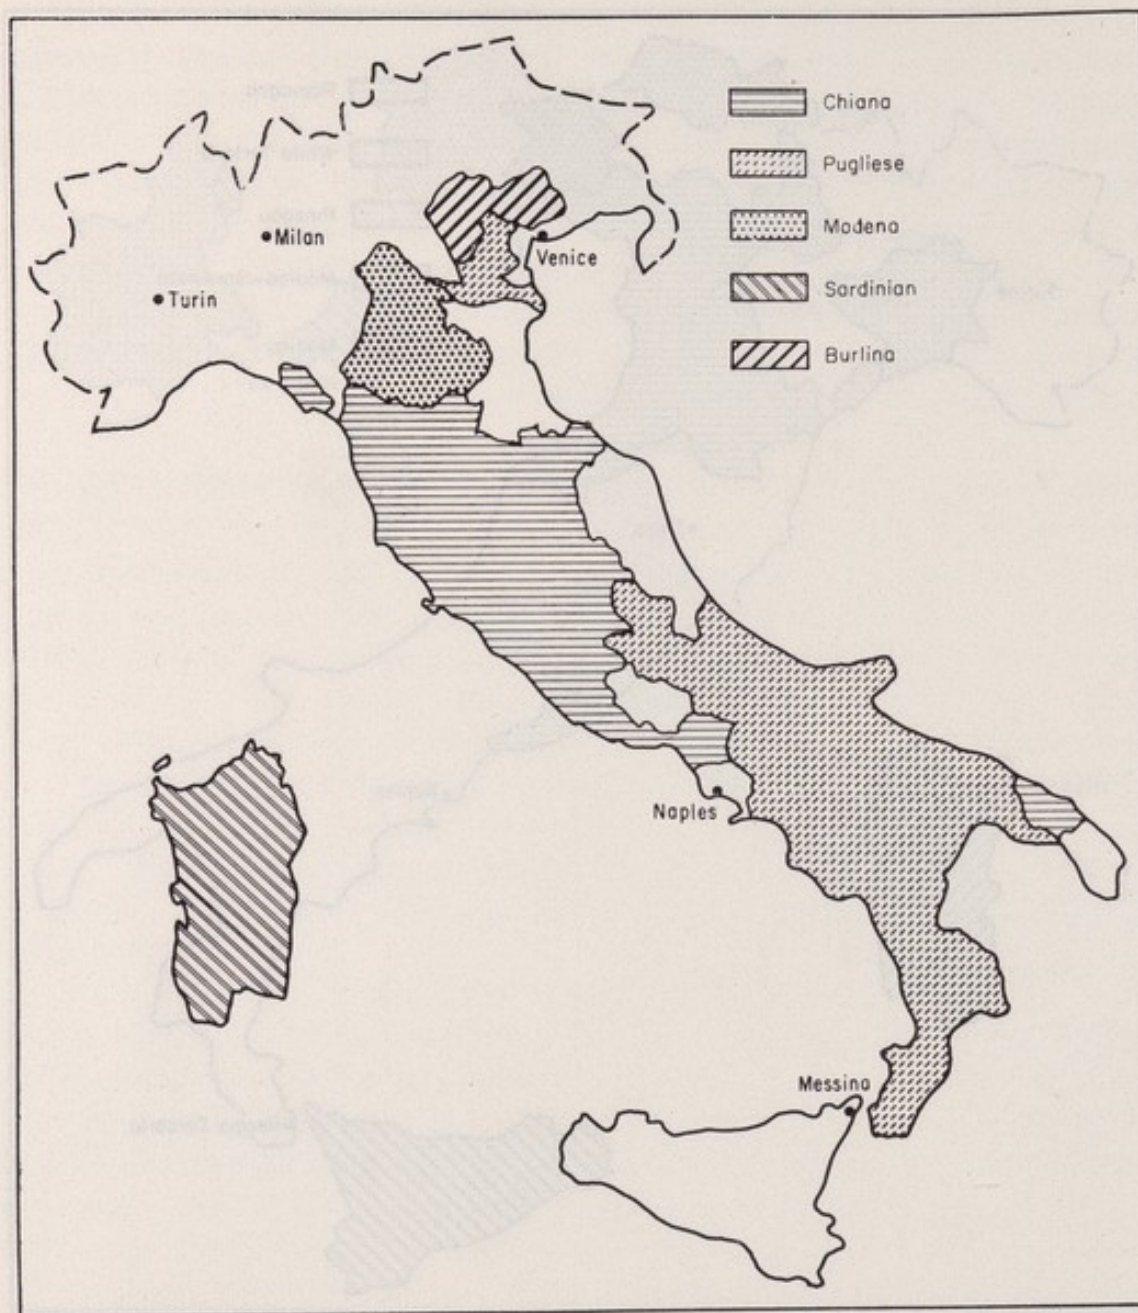 Chiana
Pugliese
Modena
Sardinian
Burlina
Milan
Venice
Turin
Naples
Messina